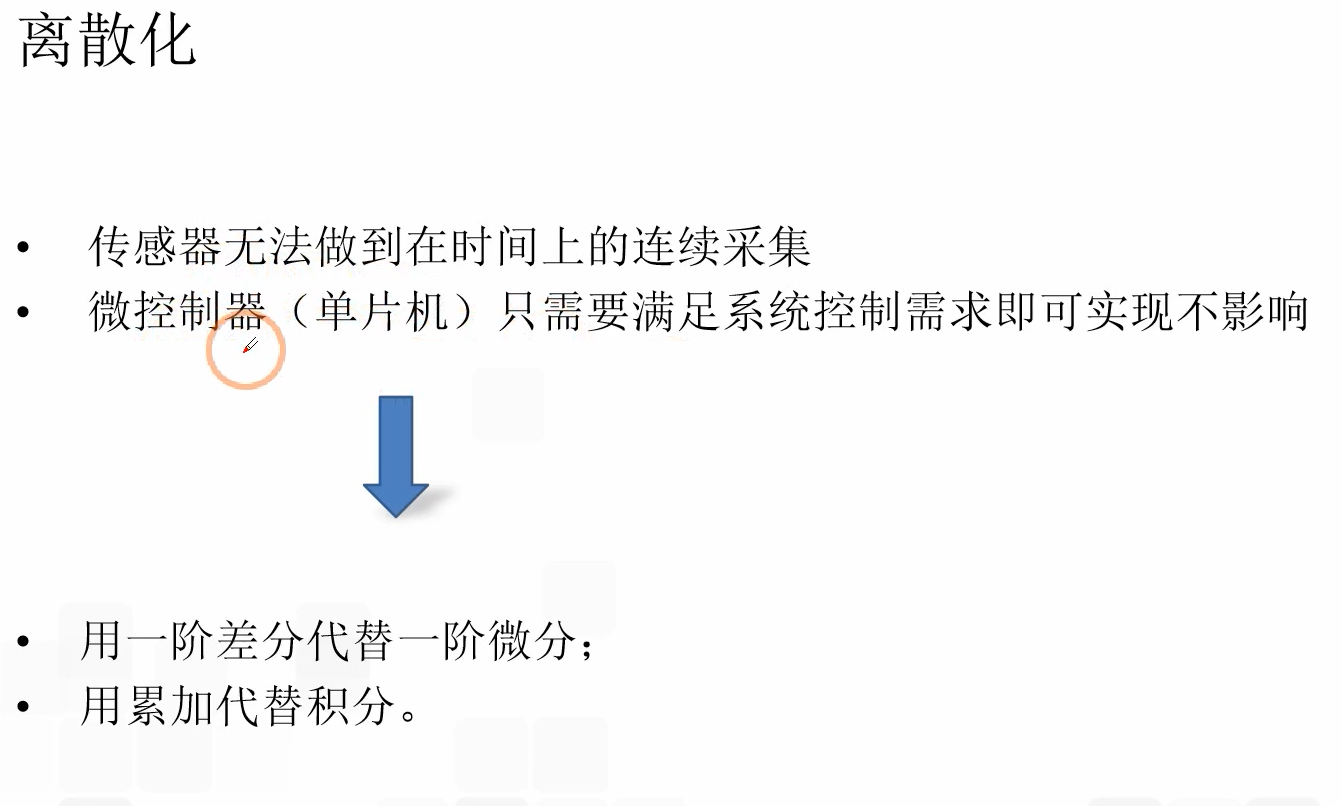 离散化
• 传感器无法做到在时间上的连续采集
• 微控制器（单片机）只需要满足系统控制需求即可实现不影响
• 用一阶差分代替一阶微分；
• 用累加代替积分。